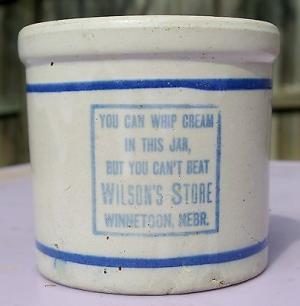 YOU CAN WHIP CREAM
IN THIS JAR,
BUT YOU CAN'T BEAT
WILSON'S STORE
WINNETOON, NEBR.